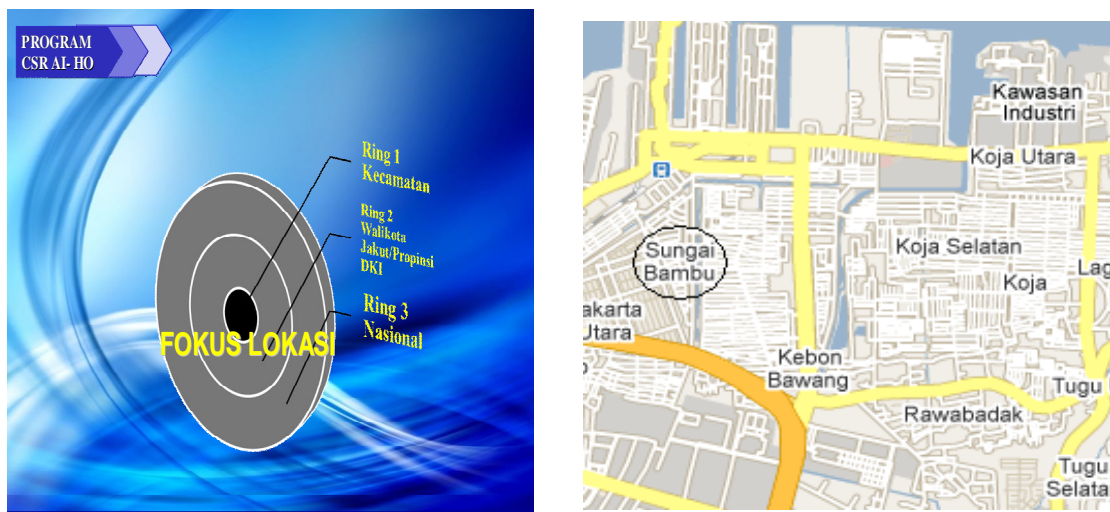 PROGRAM
CSR AI- HO
Ring 1
Kecamatan
Ring 2
Walikota
Jakut/Propinsi
DKI
Ring 3
Nasional
FOKUS LOKASI
Kawasan
Industri
Koja Utara
Sungai
Bambu
Koja Selatan
Koja
Lag
akarta
Utara
Kebon
Bawang
Tugu
Rawabadak
Tugu
Selata